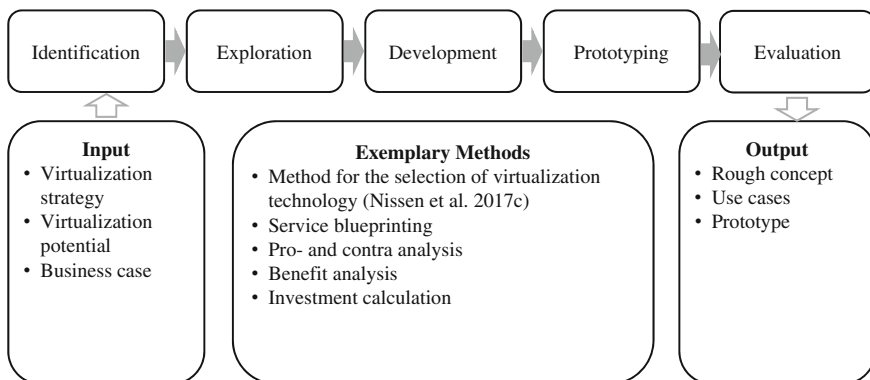 Identification
Exploration
Development
Prototyping
Evaluation
Input
• Virtualization
strategy
• Virtualization
potential
• Business case
Exemplary Methods
• Method for the selection of virtualization
technology (Nissen et al. 2017c)
• Service blueprinting
• Pro- and contra analysis
• Benefit analysis
• Investment calculation
Output
• Rough concept
• Use cases
• Prototype